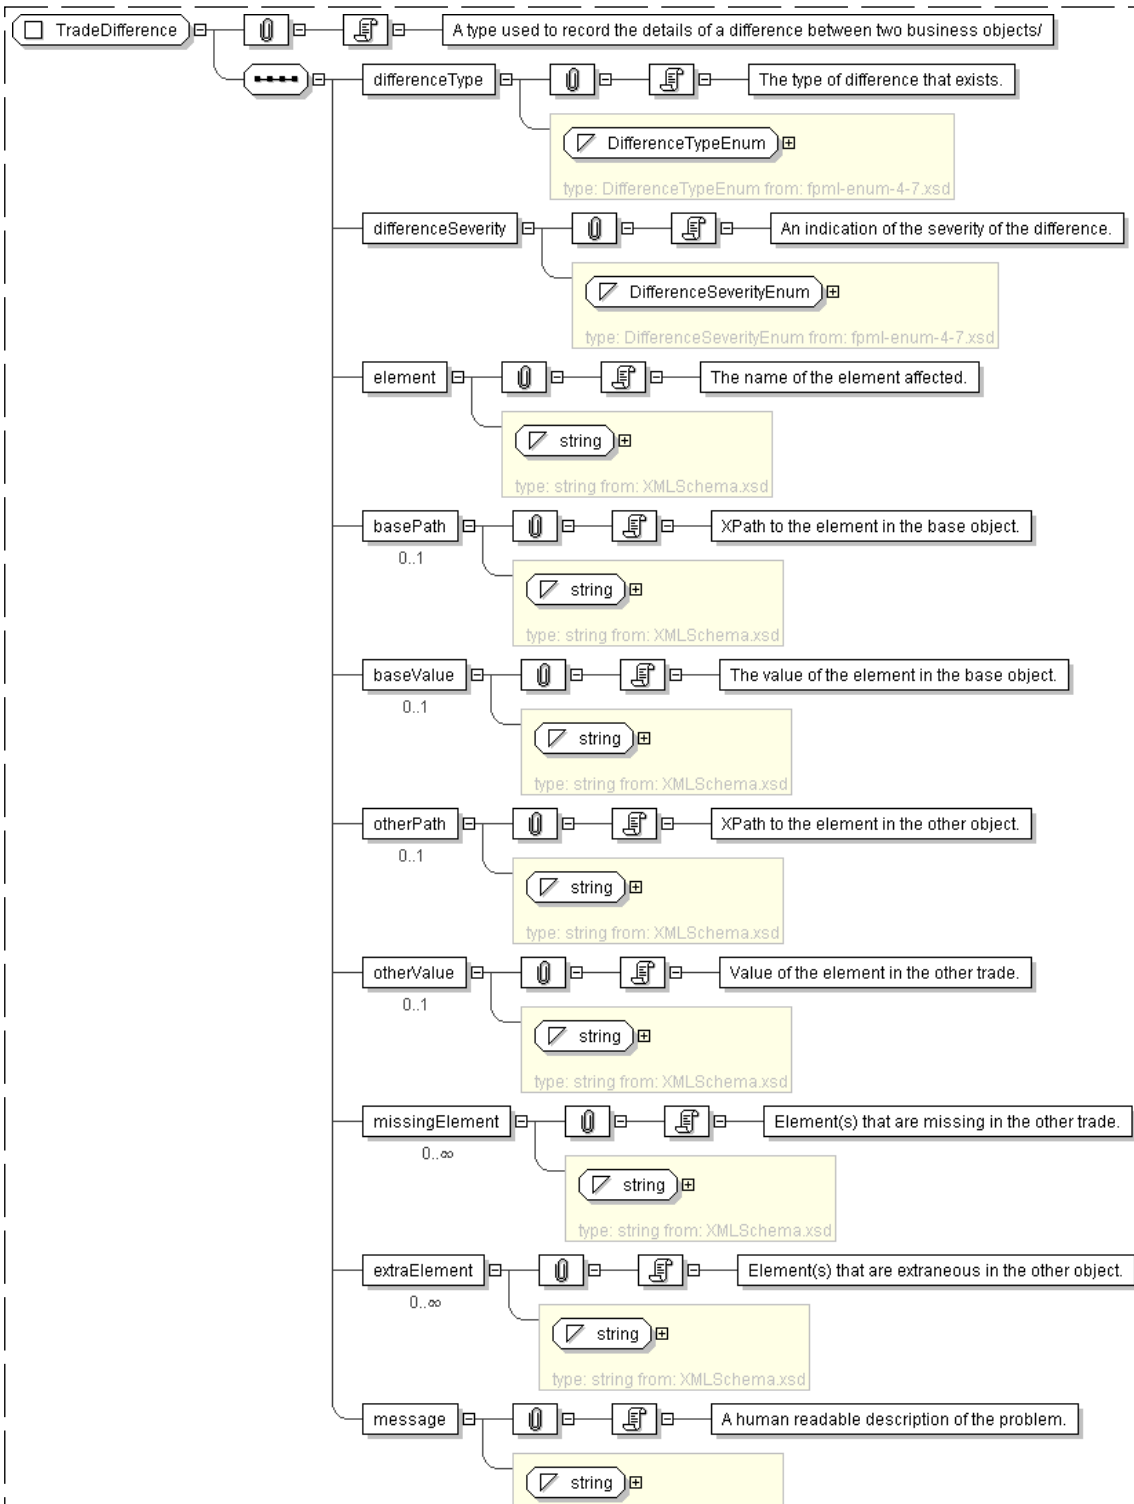 TradeDifference
A type used to record the details of a difference between two business objects/
differenceType
The type of difference that exists.
DifferenceTypeEnum
type: DifferenceTypeEnum from: fpml-enum-4-7.xsd
differenceSeverity
An indication of the severity of the difference.
DifferenceSeverityEnum
type: DifferenceSeverityEnum from: fpml-enum-4-7.xsd
element
The name of the element affected.
string
type: string from: XMLSchema.xsd
basePath
XPath to the element in the base object.
0..1
string
type: string from: XMLSchema.xsd
baseValue
The value of the element in the base object.
0..1
string
type: string from: XMLSchema.xsd
otherPath
XPath to the element in the other object.
0..1
string
type: string from: XMLSchema.xsd
otherValue
Value of the element in the other trade.
0..1
string
type: string from: XMLSchema.xsd
missingElement
Element(s) that are missing in the other trade.
0..∞
string
type: string from: XMLSchema.xsd
extraElement
Element(s) that are extraneous in the other object.
0..∞
string
type: string from: XMLSchema.xsd
message
A human readable description of the problem.
string